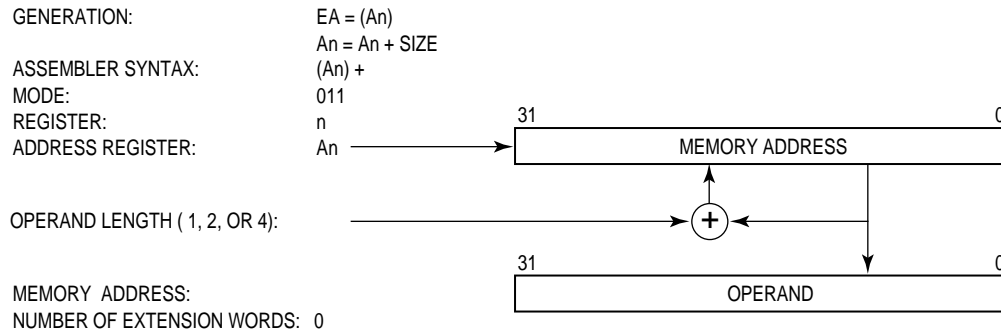 GENERATION: EA = (An)
An = An + SIZE
ASSEMBLER SYNTAX: (An) +
MODE: 011
REGISTER: n
31 0
ADDRESS REGISTER: An MEMORY ADDRESS
OPERAND LENGTH ( 1, 2, OR 4): +
31 0
MEMORY ADDRESS: OPERAND
NUMBER OF EXTENSION WORDS: 0